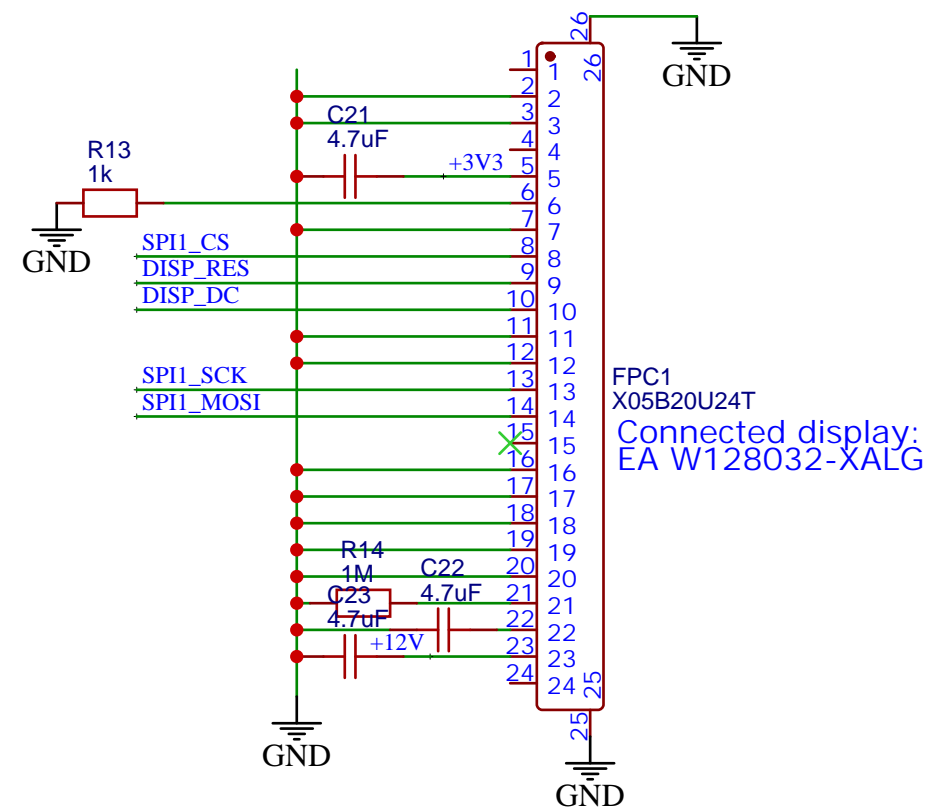 26
26
GND
1
1
2
2
C21
4.7uF
3
3
4
4
+3V3
5
5
R13
1k
6
6
GND
7
7
SPI1_CS
8
8
DISP_RES
9
9
DISP_DC
10
10
11
11
12
12
SPI1_SCK
13
13
SPI1_MOSI
14
14
FPC1
X05B20U24T
Connected display:
EA W128032-XALG
15
15
16
16
17
17
18
18
19
19
R14
1M
20
20
C22
4.7uF
21
21
C23
4.7uF
22
22
+12V
23
23
24
24
25
25
GND
GND